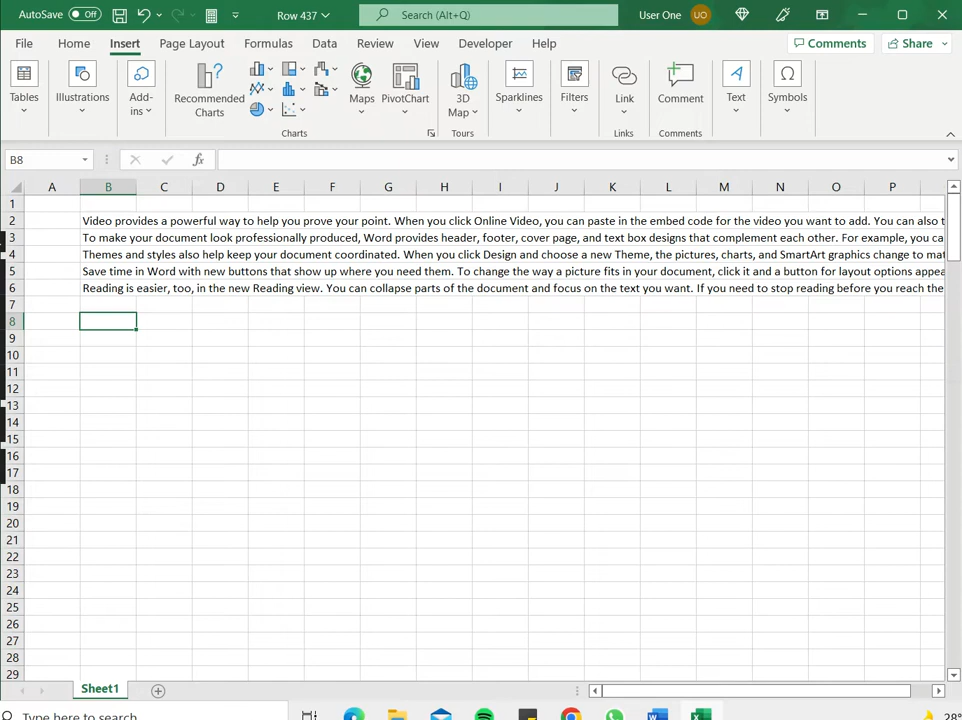 AutoSave Off Row 437 Search (Alt+Q) User One UO
File Home Insert Page Layout Formulas Data Review View Developer Help Comments Share
Tables Illustrations Add-ins Recommended Charts Maps PivotChart 3D Map Sparklines Filters Link Comment Text Symbols
Charts Tours Links Comments
B8 fx
A B C D E F G H I J K L M N O P
1
2 Video provides a powerful way to help you prove your point. When you click Online Video, you can paste in the embed code for the video you want to add. You can also t
3 To make your document look professionally produced, Word provides header, footer, cover page, and text box designs that complement each other. For example, you ca
4 Themes and styles also help keep your document coordinated. When you click Design and choose a new Theme, the pictures, charts, and SmartArt graphics change to mat
5 Save time in Word with new buttons that show up where you need them. To change the way a picture fits in your document, click it and a button for layout options appea
6 Reading is easier, too, in the new Reading view. You can collapse parts of the document and focus on the text you want. If you need to stop reading before you reach the
7
8
9
10
11
12
13
14
15
16
17
18
19
20
21
22
23
24
25
26
27
28
29
Sheet1
Type here to search 28°